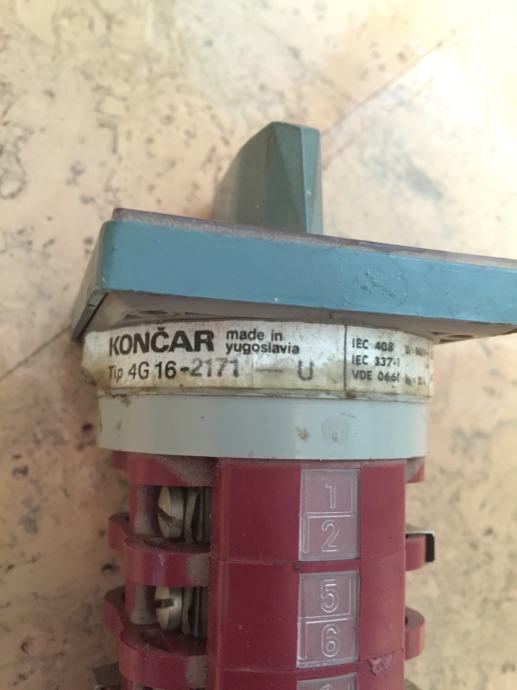 KONČAR made in
yugoslavia
Tip 4G 16-2171 — U
IEC 408
IEC 337-1
VDE 0660
1
2
5
6